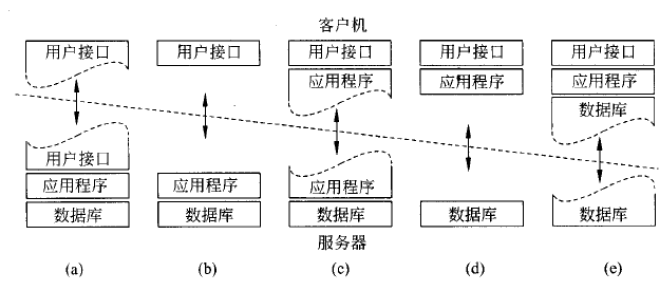 客户机
用户接口 用户接口 用户接口 用户接口 用户接口
应用程序 应用程序 应用程序
数据库
用户接口
应用程序 应用程序 应用程序
数据库 数据库 数据库 数据库 数据库
服务器
(a) (b) (c) (d) (e)